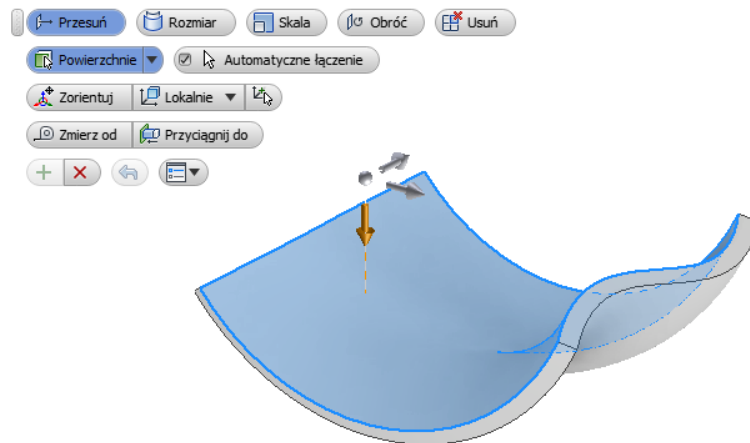 Przesuń Rozmiar Skala Obróć Usuń
Powierzchnie Automatyczne łączenie
Zorientuj Lokalnie
Zmierz od Przyciągnij do